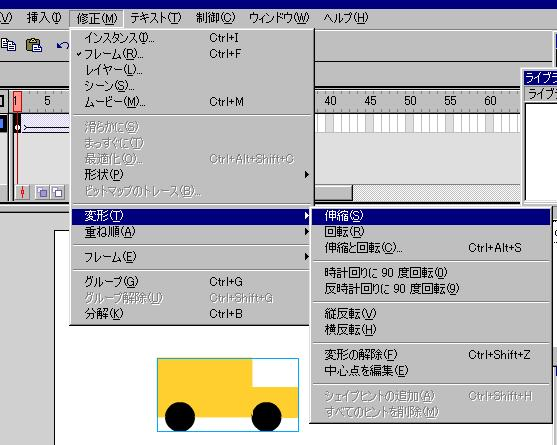 (V) 挿入(I) 修正(M) テキスト(T) 制御(C) ウィンドウ(W) ヘルプ(H)
インスタンス(I)... Ctrl+I
✓フレーム(R)... Ctrl+F
レイヤー(L)...
シーン(S)...
ムービー(M)... Ctrl+M
滑らかに(S)
まっすぐに(T)
最適化(O)... Ctrl+Alt+Shift+C
形状(P)
ビットマップのトレース(B)...
変形(T)
重ね順(A)
フレーム(E)
グループ(G) Ctrl+G
グループ解除(U) Ctrl+Shift+G
分解(K) Ctrl+B
伸縮(S)
回転(R)
伸縮と回転(C)... Ctrl+Alt+S
時計回りに 90 度回転(0)
反時計回りに 90 度回転(9)
縦反転(V)
横反転(H)
変形の解除(F) Ctrl+Shift+Z
中心点を編集(E)
シェイプヒントの追加(A) Ctrl+Shift+H
すべてのヒントを削除(M)
1 5 40 45 50 55 60
ライブラ
ライブラ